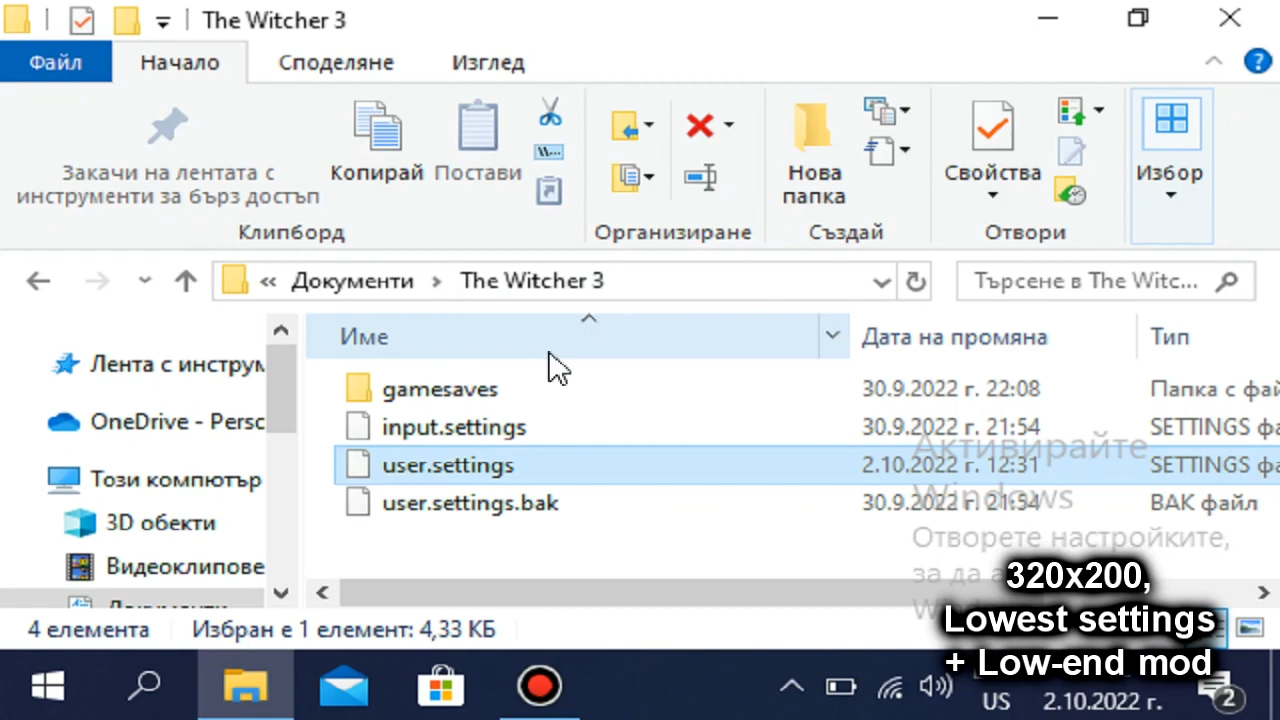 The Witcher 3
Файл Начало Споделяне Изглед
Закачи на лентата с
инструменти за бърз достъп
Копирай
Постави
Нова
папка
Свойства
Избор
Клипборд Организиране Създай Отвори
« Документи The Witcher 3
Търсене в The Witc...
Име Дата на промяна Тип
Лента с инструм
OneDrive - Persc
Този компютър
3D обекти
Видеоклипове
gamesaves 30.9.2022 г. 22:08 Папка с фай
input.settings 30.9.2022 г. 21:54 SETTINGS фа
user.settings 2.10.2022 г. 12:31 SETTINGS фа
user.settings.bak 30.9.2022 г. 21:54 BAK файл
Активирайте
Windows
Отворете настройките,
за да а
320x200,
Lowest settings
+ Low-end mod
4 елемента Избран е 1 елемент: 4,33 КБ
US 2.10.2022 г.
2